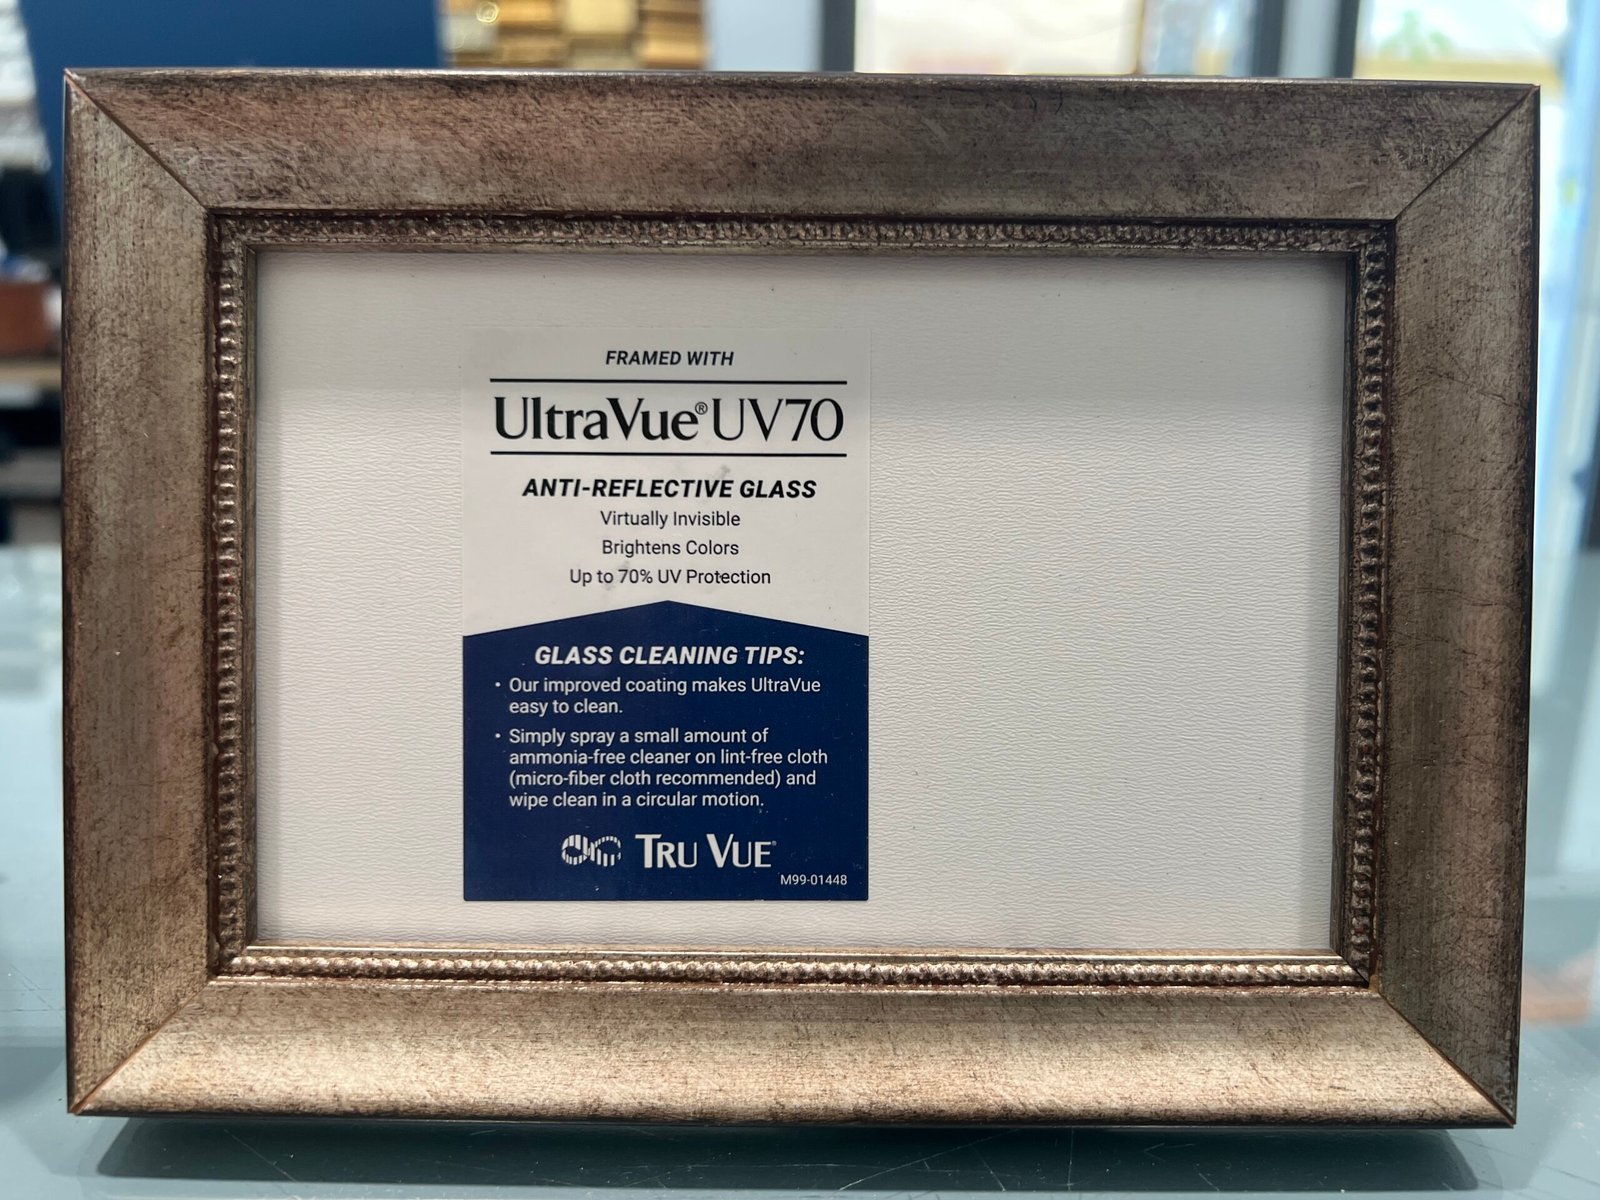 FRAMED WITH
UltraVue® UV70
ANTI-REFLECTIVE GLASS
Virtually Invisible
Brightens Colors
Up to 70% UV Protection
GLASS CLEANING TIPS:
• Our improved coating makes UltraVue
easy to clean.
• Simply spray a small amount of
ammonia-free cleaner on lint-free cloth
(micro-fiber cloth recommended) and
wipe clean in a circular motion.
TRU VUE®
M99-01448